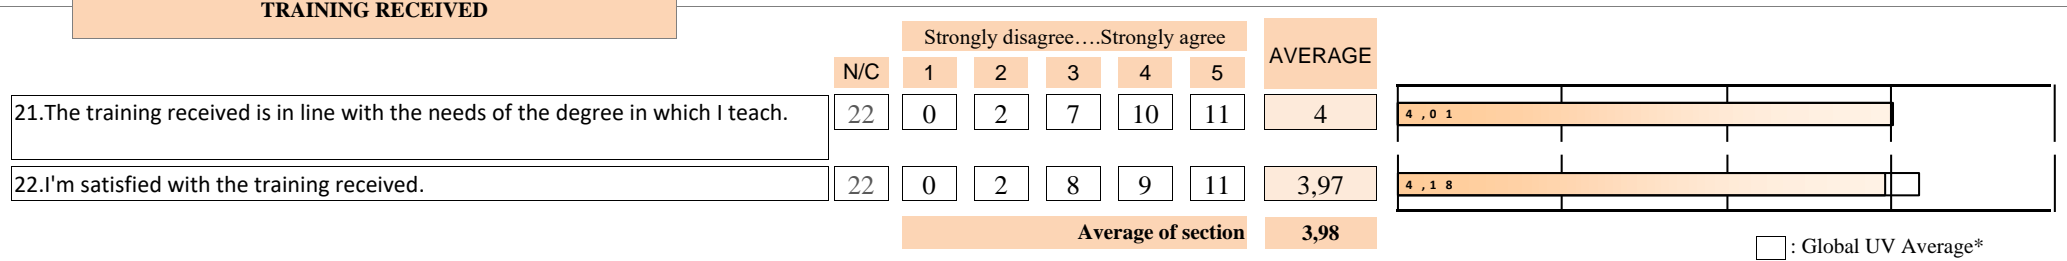 TRAINING RECEIVED
Strongly disagree….Strongly agree
AVERAGE
N/C 1 2 3 4 5
21.The training received is in line with the needs of the degree in which I teach. 22 0 2 7 10 11 4 4,01
22.I'm satisfied with the training received. 22 0 2 8 9 11 3,97 4,18
Average of section 3,98
: Global UV Average*